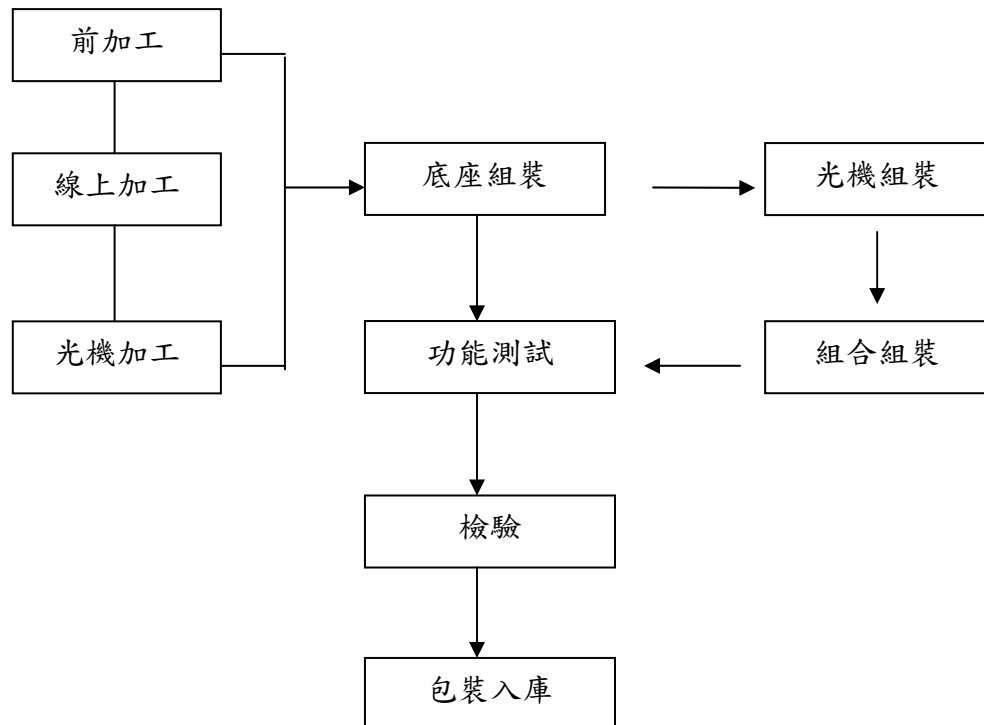 前加工
線上加工
光機加工
底座組裝
光機組裝
功能測試
組合組裝
檢驗
包裝入庫